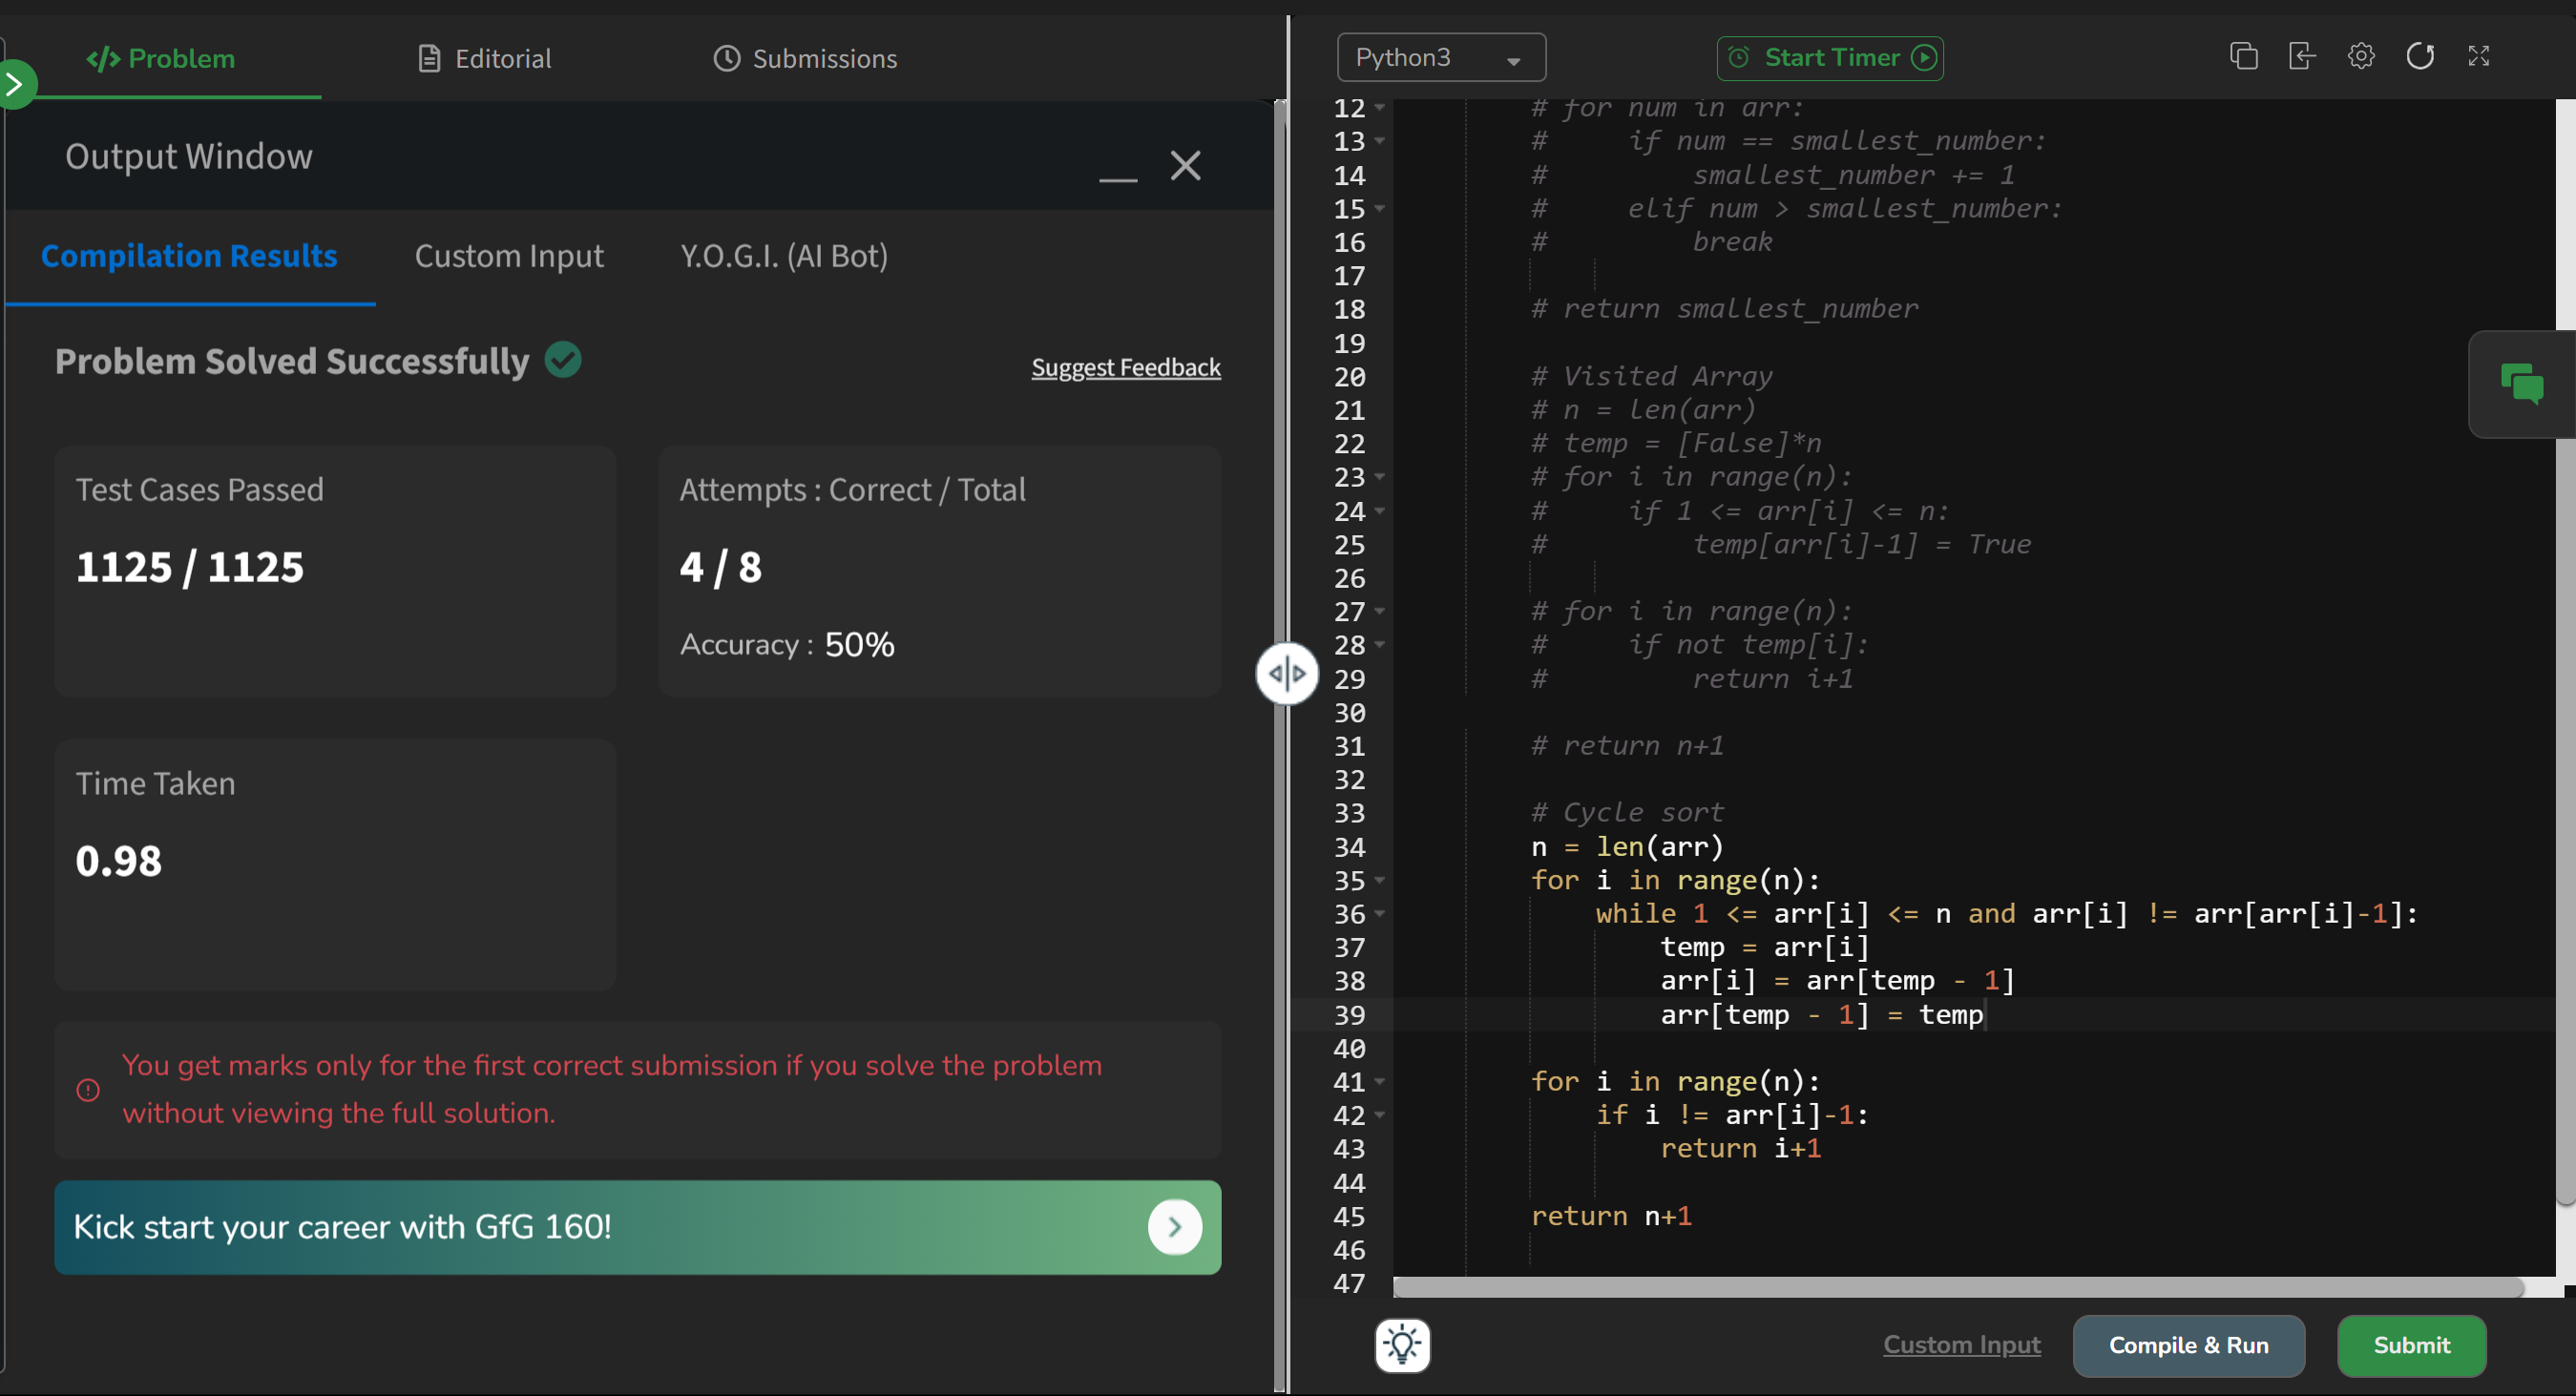 </> Problem
Editorial
Submissions
Output Window
Compilation Results
Custom Input
Y.O.G.I. (AI Bot)
Problem Solved Successfully
Suggest Feedback
Test Cases Passed
1125 / 1125
Attempts : Correct / Total
4 / 8
Accuracy : 50%
Time Taken
0.98
You get marks only for the first correct submission if you solve the problem
without viewing the full solution.
Kick start your career with GfG 160!
Python3
Start Timer
12 # for num in arr:
13 #     if num == smallest_number:
14 #         smallest_number += 1
15 #     elif num > smallest_number:
16 #         break
17
18 # return smallest_number
19
20 # Visited Array
21 # n = len(arr)
22 # temp = [False]*n
23 # for i in range(n):
24 #     if 1 <= arr[i] <= n:
25 #         temp[arr[i]-1] = True
26
27 # for i in range(n):
28 #     if not temp[i]:
29 #         return i+1
30
31 # return n+1
32
33 # Cycle sort
34 n = len(arr)
35 for i in range(n):
36     while 1 <= arr[i] <= n and arr[i] != arr[arr[i]-1]:
37         temp = arr[i]
38         arr[i] = arr[temp - 1]
39         arr[temp - 1] = temp
40
41 for i in range(n):
42     if i != arr[i]-1:
43         return i+1
44
45 return n+1
46
47
Custom Input
Compile & Run
Submit